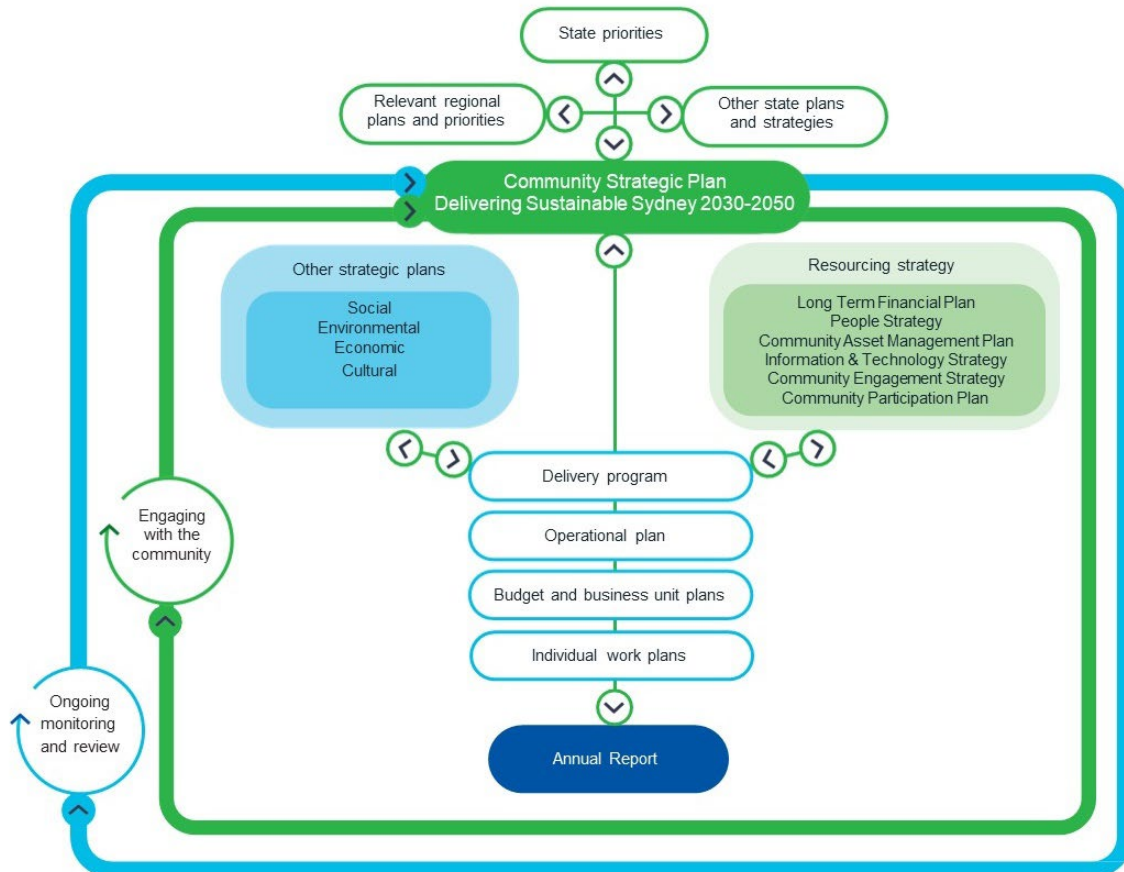 State priorities
Relevant regional
plans and priorities
Other state plans
and strategies
Community Strategic Plan
Delivering Sustainable Sydney 2030-2050
Other strategic plans
Social
Environmental
Economic
Cultural
Resourcing strategy
Long Term Financial Plan
People Strategy
Community Asset Management Plan
Information & Technology Strategy
Community Engagement Strategy
Community Participation Plan
Delivery program
Operational plan
Budget and business unit plans
Individual work plans
Annual Report
Engaging
with the
community
Ongoing
monitoring
and review